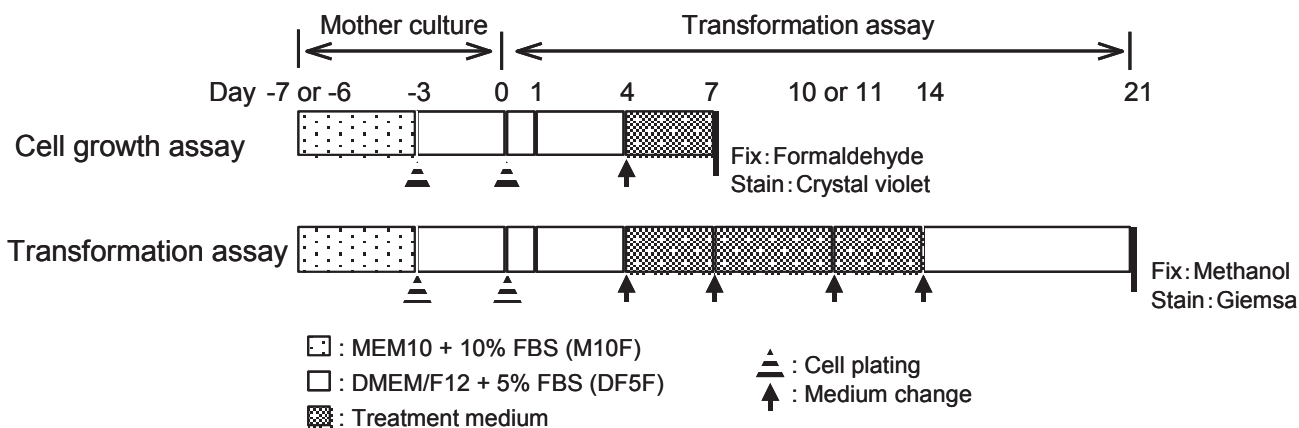 Mother culture
Transformation assay
Day -7 or -6 -3 0 1 4 7 10 or 11 14 21
Cell growth assay
Fix:Formaldehyde
Stain:Crystal violet
Transformation assay
Fix:Methanol
Stain:Giemsa
: MEM10 + 10% FBS (M10F)
: DMEM/F12 + 5% FBS (DF5F)
: Treatment medium
: Cell plating
: Medium change